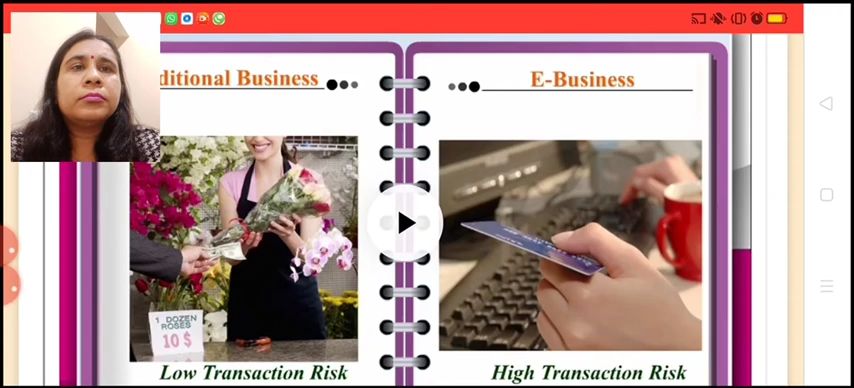 ditional Business
E-Business
1 DOZEN
ROSES
10 $
Low Transaction Risk
High Transaction Risk